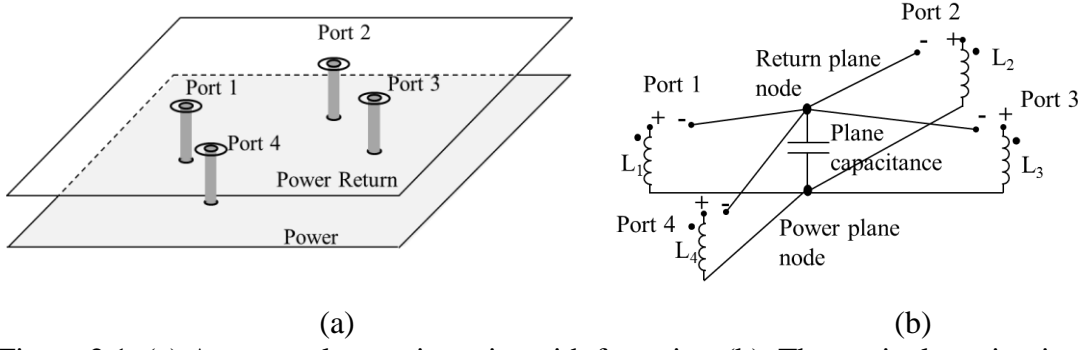 Port 2
Port 1
Port 3
Port 4
Power Return
Power
(a)
Port 2
+
-
L2
Return plane
node
Port 1
+
-
L1
Port 3
-
+
L3
Plane
capacitance
Port 4
+
-
L4
Power plane
node
(b)